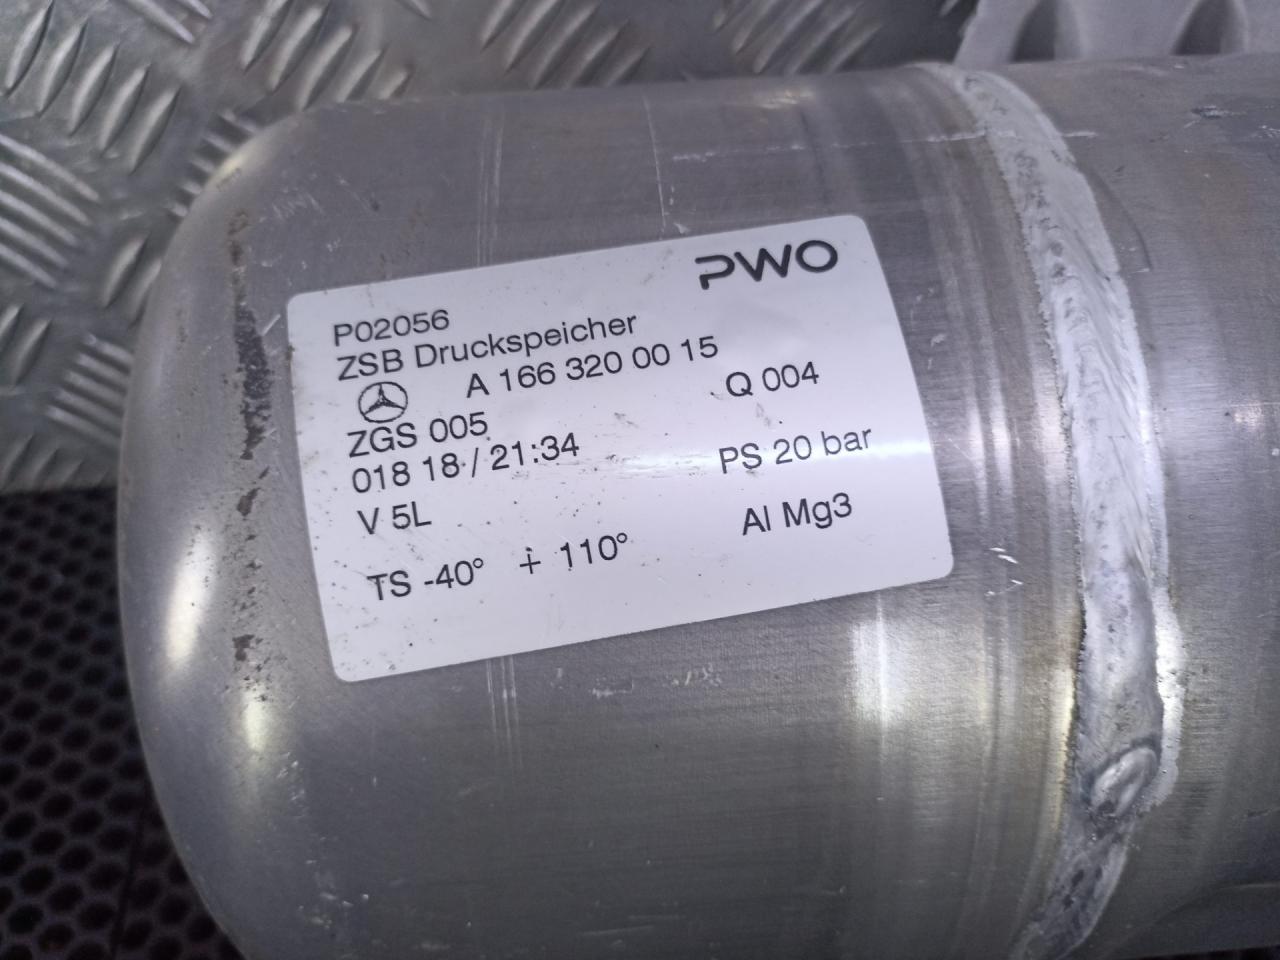 PWO
P02056
ZSB Druckspeicher
A 166 320 00 15
ZGS 005 Q 004
018 18 / 21:34
V 5L PS 20 bar
TS -40° + 110° Al Mg3